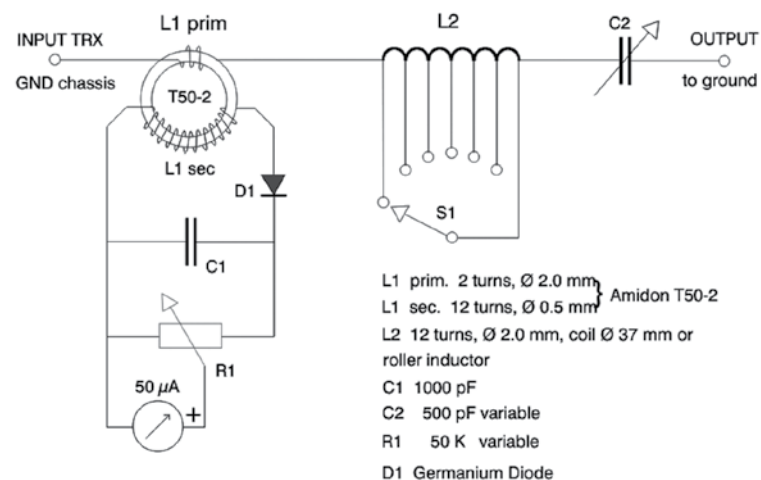 L1 prim
L2
C2
INPUT TRX
OUTPUT
GND chassis
to ground
T50-2
L1 sec
D1
S1
C1
L1 prim. 2 turns, Ø 2.0 mm
L1 sec. 12 turns, Ø 0.5 mm
} Amidon T50-2
L2 12 turns, Ø 2.0 mm, coil Ø 37 mm or
roller inductor
R1
50 µA
+
C1 1000 pF
C2 500 pF variable
R1 50 K variable
D1 Germanium Diode